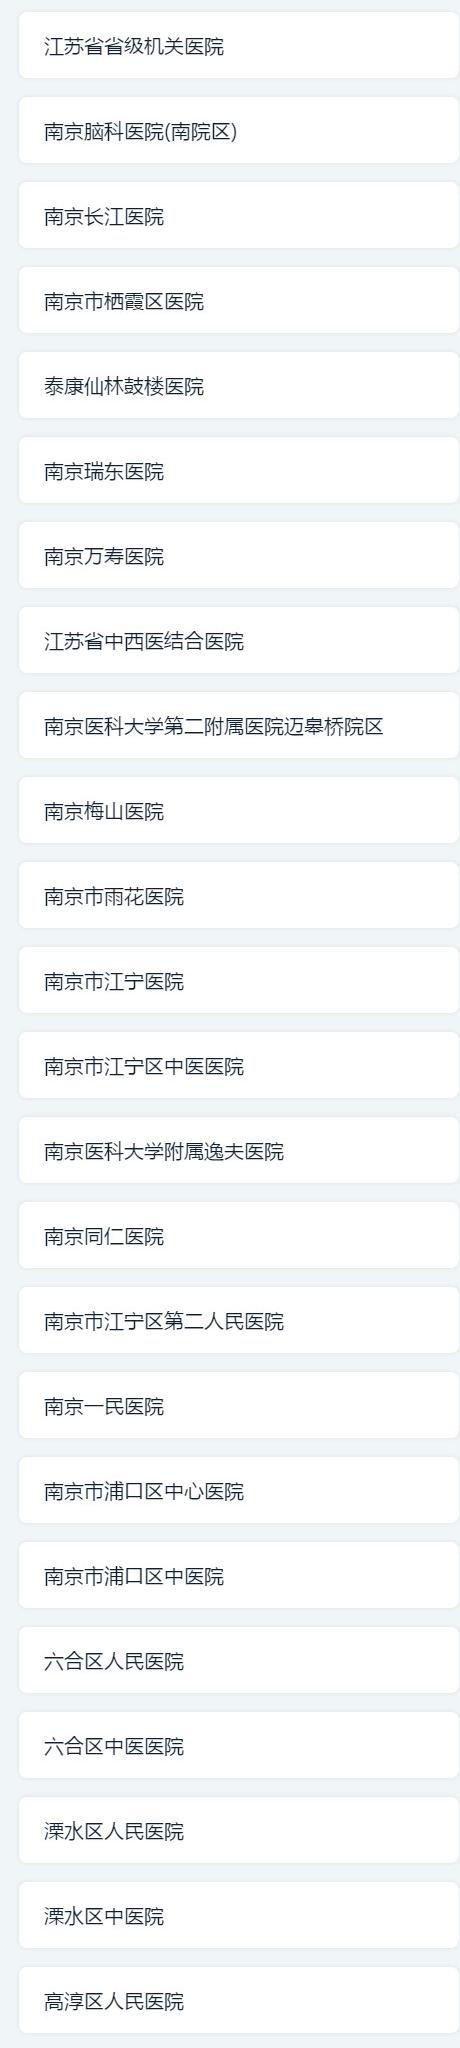 江苏省省级机关医院
南京脑科医院(南院区)
南京长江医院
南京市栖霞区医院
泰康仙林鼓楼医院
南京瑞东医院
南京万寿医院
江苏省中西医结合医院
南京医科大学第二附属医院迈皋桥院区
南京梅山医院
南京市雨花医院
南京市江宁医院
南京市江宁区中医医院
南京医科大学附属逸夫医院
南京同仁医院
南京市江宁区第二人民医院
南京一民医院
南京市浦口区中心医院
南京市浦口区中医院
六合区人民医院
六合区中医医院
溧水区人民医院
溧水区中医院
高淳区人民医院